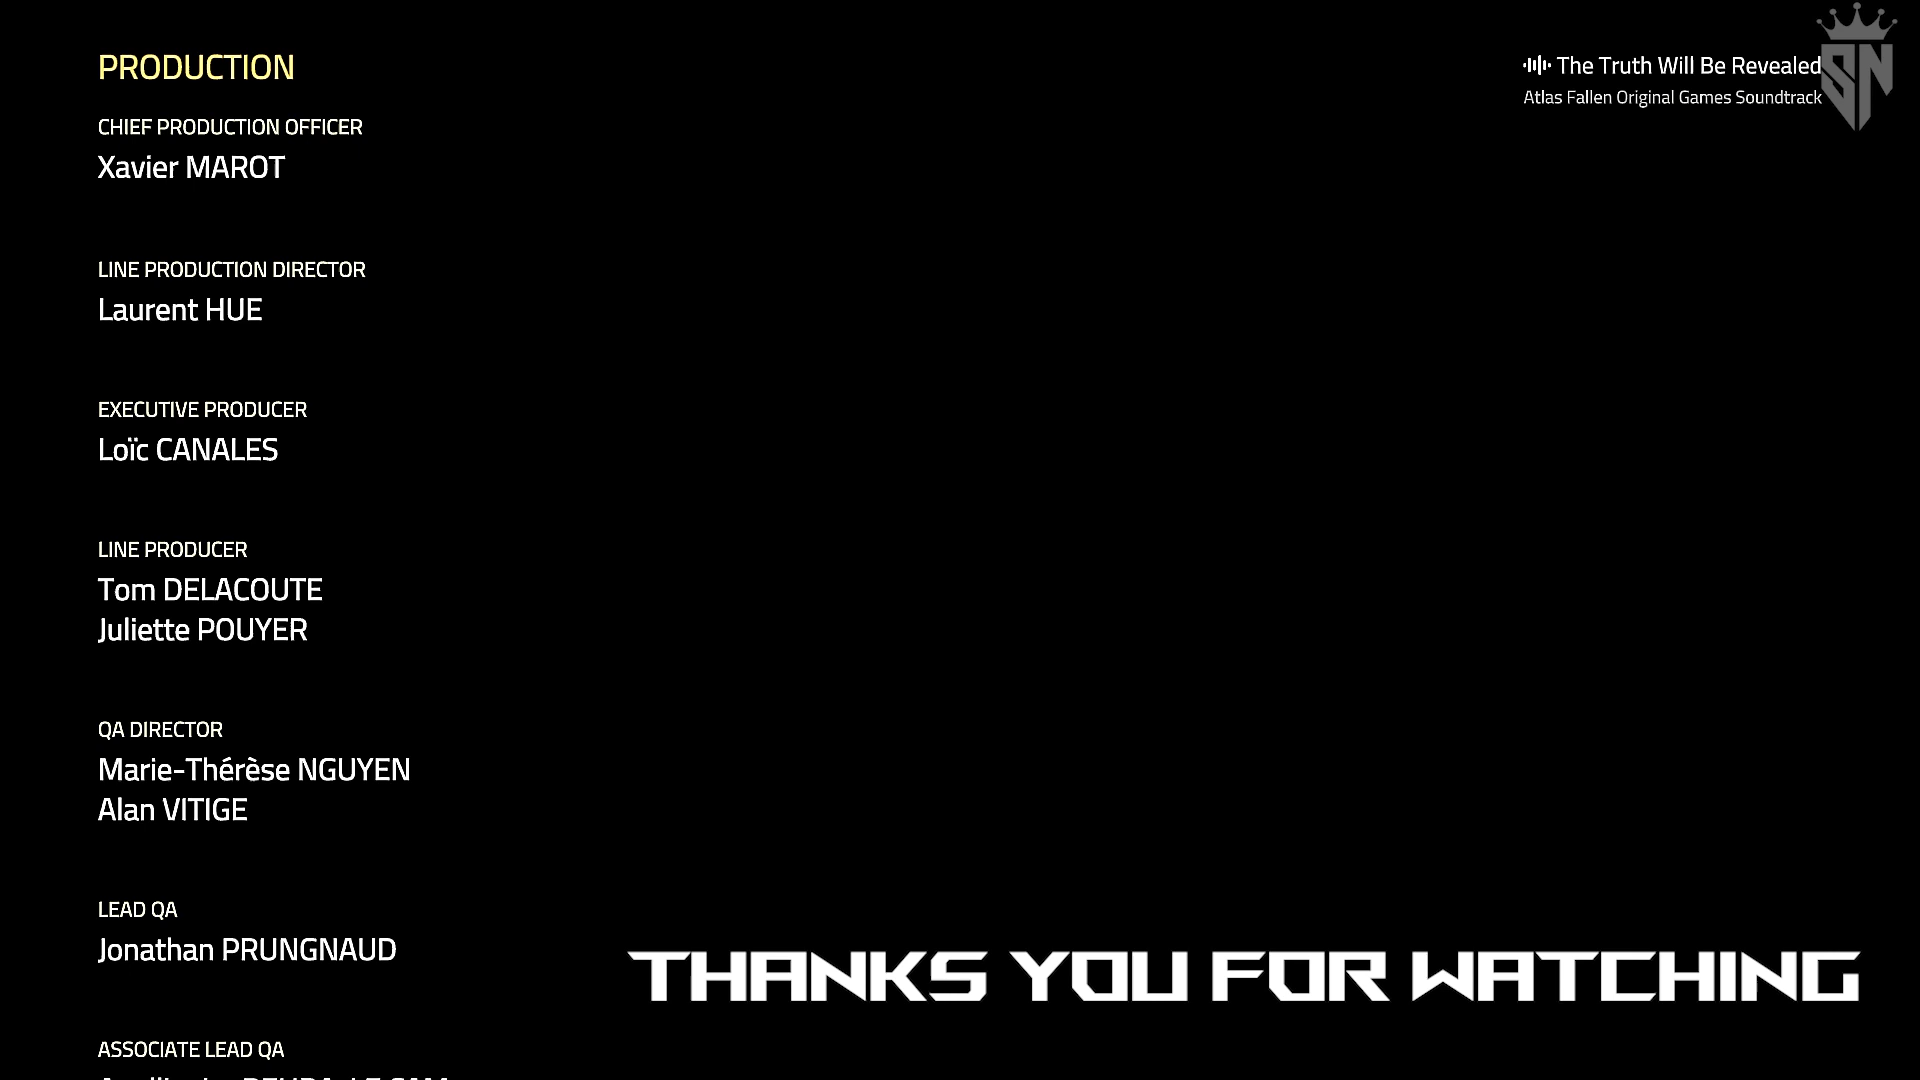 PRODUCTION
CHIEF PRODUCTION OFFICER
Xavier MAROT
LINE PRODUCTION DIRECTOR
Laurent HUE
EXECUTIVE PRODUCER
Loïc CANALES
LINE PRODUCER
Tom DELACOUTE
Juliette POUYER
QA DIRECTOR
Marie-Thérèse NGUYEN
Alan VITIGE
LEAD QA
Jonathan PRUNGNAUD
ASSOCIATE LEAD QA
The Truth Will Be Revealed
Atlas Fallen Original Games Soundtrack
SN
THANKS YOU FOR WATCHING